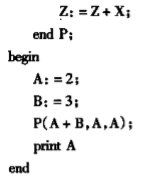 Z:=Z+X;
end P;
begin
A:=2;
B:=3;
P(A+B,A,A);
print A
end